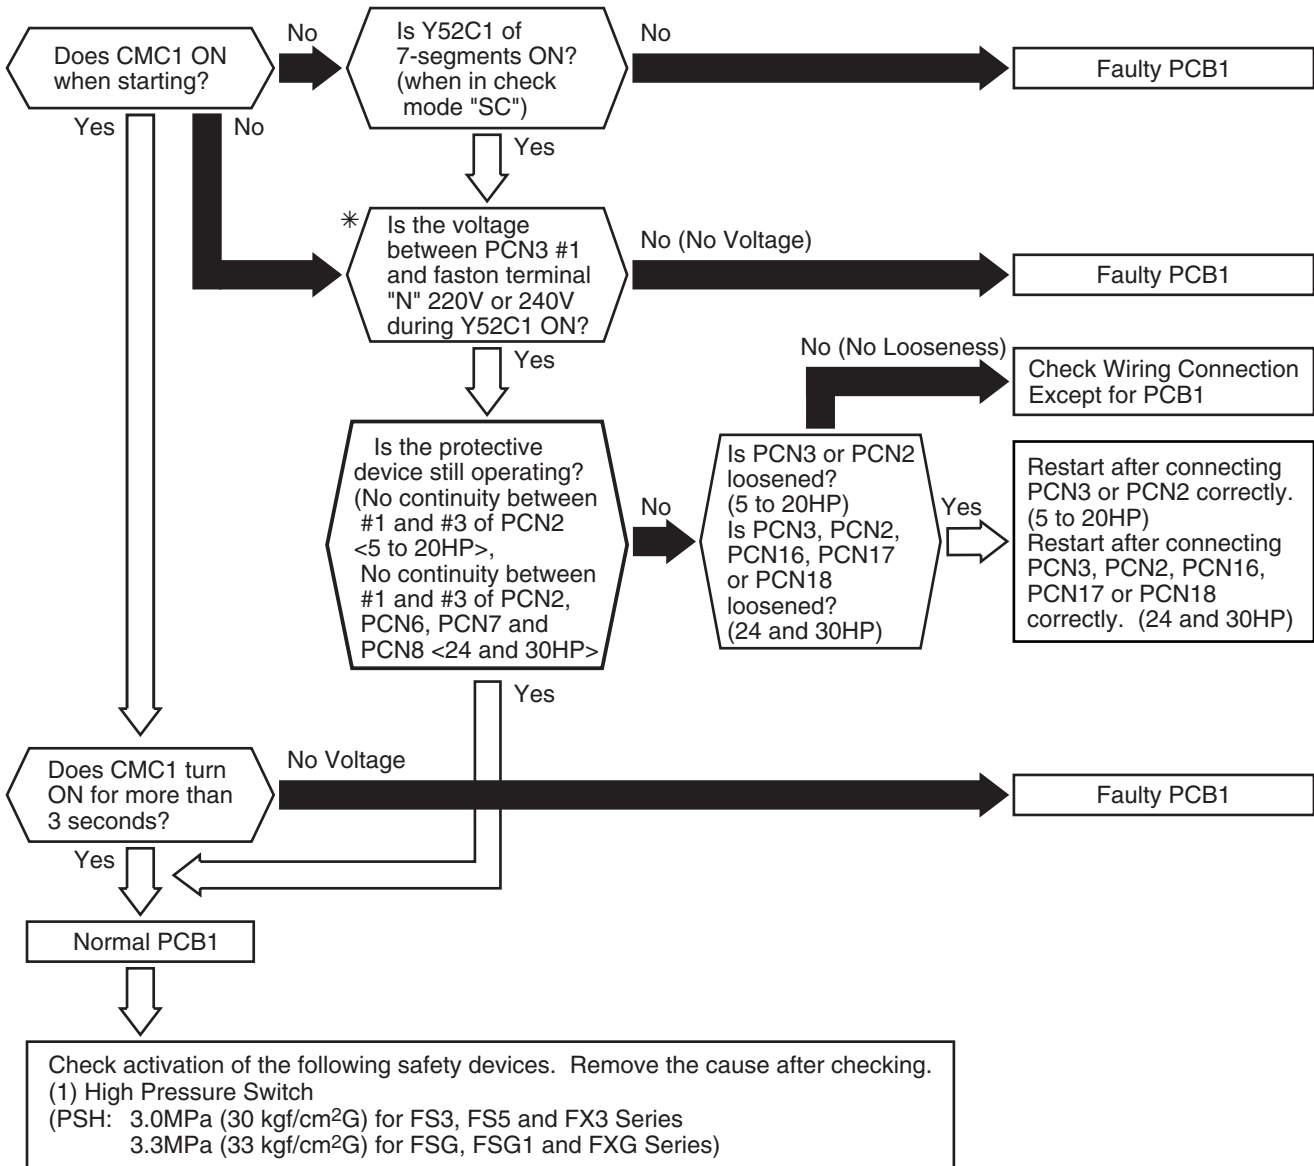 Does CMC1 ON
when starting?
No
Is Y52C1 of
7-segments ON?
(when in check
mode "SC")
No
Faulty PCB1
Yes
No
Yes
✳
Is the voltage
between PCN3 #1
and faston terminal
"N" 220V or 240V
during Y52C1 ON?
No (No Voltage)
Faulty PCB1
Yes
No (No Looseness)
Check Wiring Connection
Except for PCB1
Is the protective
device still operating?
(No continuity between
#1 and #3 of PCN2
<5 to 20HP>,
No continuity between
#1 and #3 of PCN2,
PCN6, PCN7 and
PCN8 <24 and 30HP>
No
Is PCN3 or PCN2
loosened?
(5 to 20HP)
Is PCN3, PCN2,
PCN16, PCN17
or PCN18
loosened?
(24 and 30HP)
Yes
Restart after connecting
PCN3 or PCN2 correctly.
(5 to 20HP)
Restart after connecting
PCN3, PCN2, PCN16,
PCN17 or PCN18
correctly. (24 and 30HP)
Yes
Does CMC1 turn
ON for more than
3 seconds?
No Voltage
Faulty PCB1
Yes
Normal PCB1
Check activation of the following safety devices. Remove the cause after checking.
(1) High Pressure Switch
(PSH: 3.0MPa (30 kgf/cm²G) for FS3, FS5 and FX3 Series
3.3MPa (33 kgf/cm²G) for FSG, FSG1 and FXG Series)